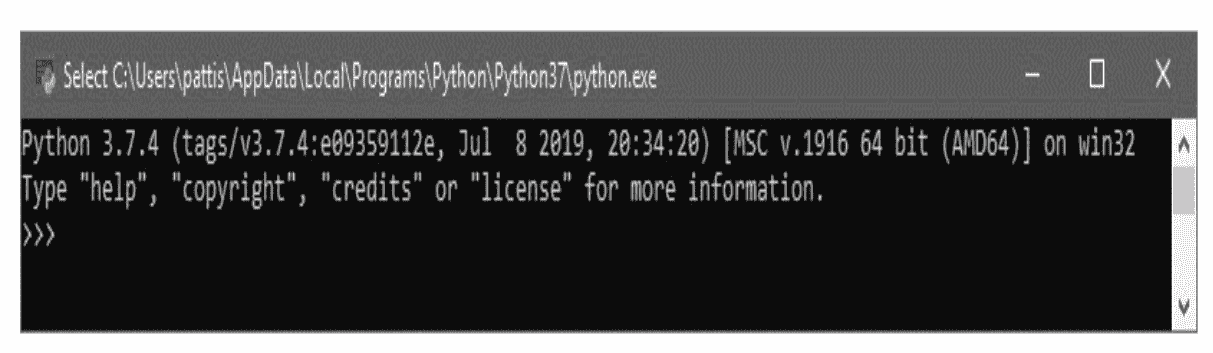 Select C:\Users\pattis\AppData\Local\Programs\Python\Python37\python.exe
Python 3.7.4 (tags/v3.7.4:e09359112e, Jul  8 2019, 20:34:20) [MSC v.1916 64 bit (AMD64)] on win32
Type "help", "copyright", "credits" or "license" for more information.
>>>